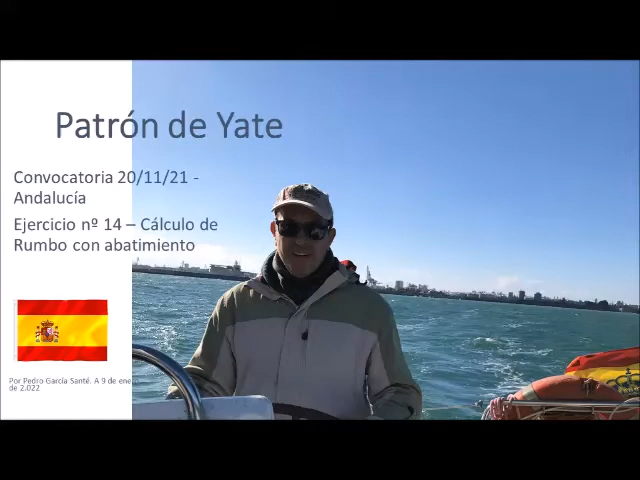 Patrón de Yate
Convocatoria 20/11/21 -
Andalucía
Ejercicio nº 14 – Cálculo de
Rumbo con abatimiento
Por Pedro García Santé. A 9 de enero
de 2.022